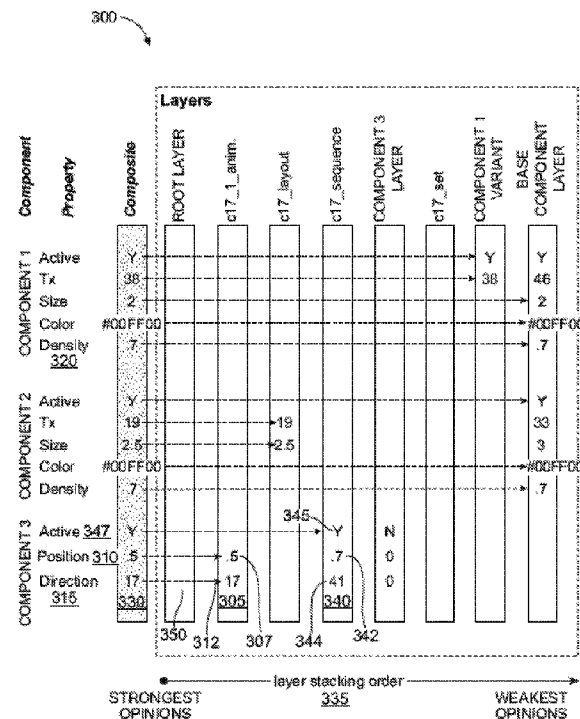 300
Layers
Component
Property
Composite
ROOT LAYER
c17_1_anim.
c17_layout
c17_sequence
COMPONENT 3 LAYER
c17_set
COMPONENT 1 VARIANT
BASE COMPONENT LAYER
COMPONENT 1
Active Y Y Y
Tx 38 38 46
Size 2 2
Color #00FF00 #00FF00
Density .7 .7
320
COMPONENT 2
Active Y Y
Tx 19 19 33
Size 2.5 2.5 3
Color #00FF00 #00FF00
Density .7 .7
COMPONENT 3
345
Active 347 Y Y N
Position 310 .5 .5 .7 0
Direction 17 17 41 0
315 330 305 340
350 312 307 344 342
layer stacking order
335
STRONGEST OPINIONS
WEAKEST OPINIONS